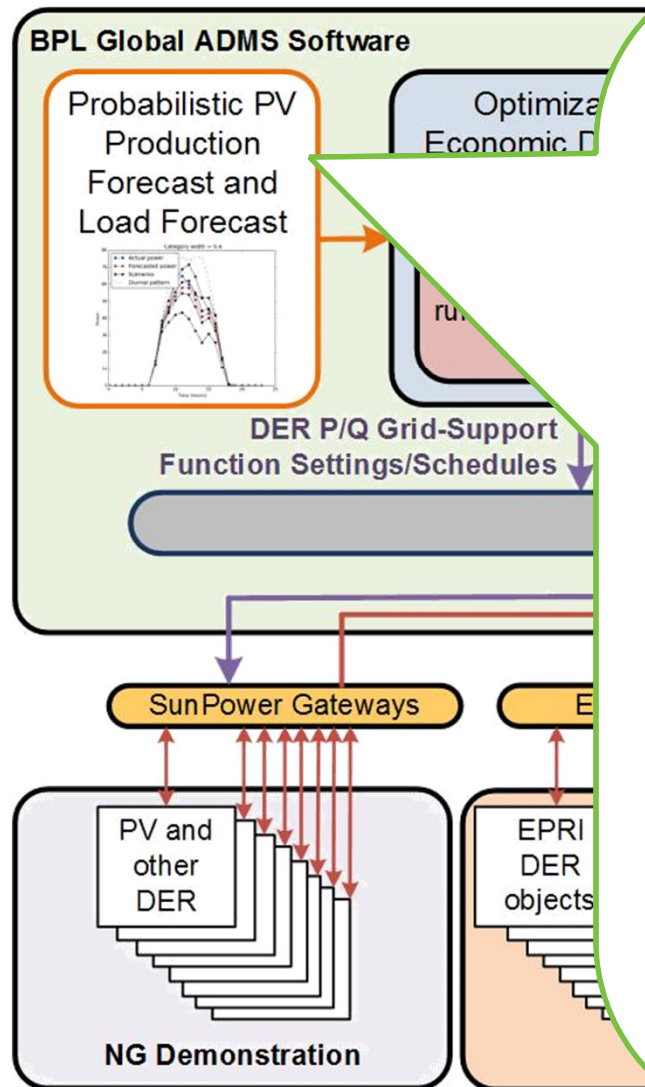 BPL Global ADMS Software
Probabilistic PV
Production
Forecast and
Load Forecast
Category width = 5.x
Actual power
Forecasted power
Scenarios
Diurnal pattern
Time (hours)
Optimiza
Economic D
ru
DER P/Q Grid-Support
Function Settings/Schedules
SunPower Gateways
E
PV and
other
DER
EPRI
DER
objects
NG Demonstration